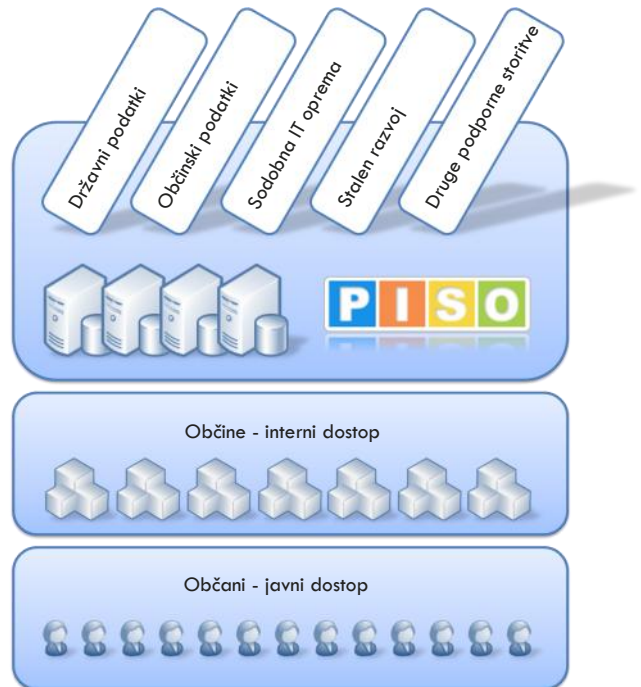 Državni podatki
Občinski podatki
Sodobna IT oprema
Stalen razvoj
Druge podporne storitve
PISO
Občine - interni dostop
Občani - javni dostop